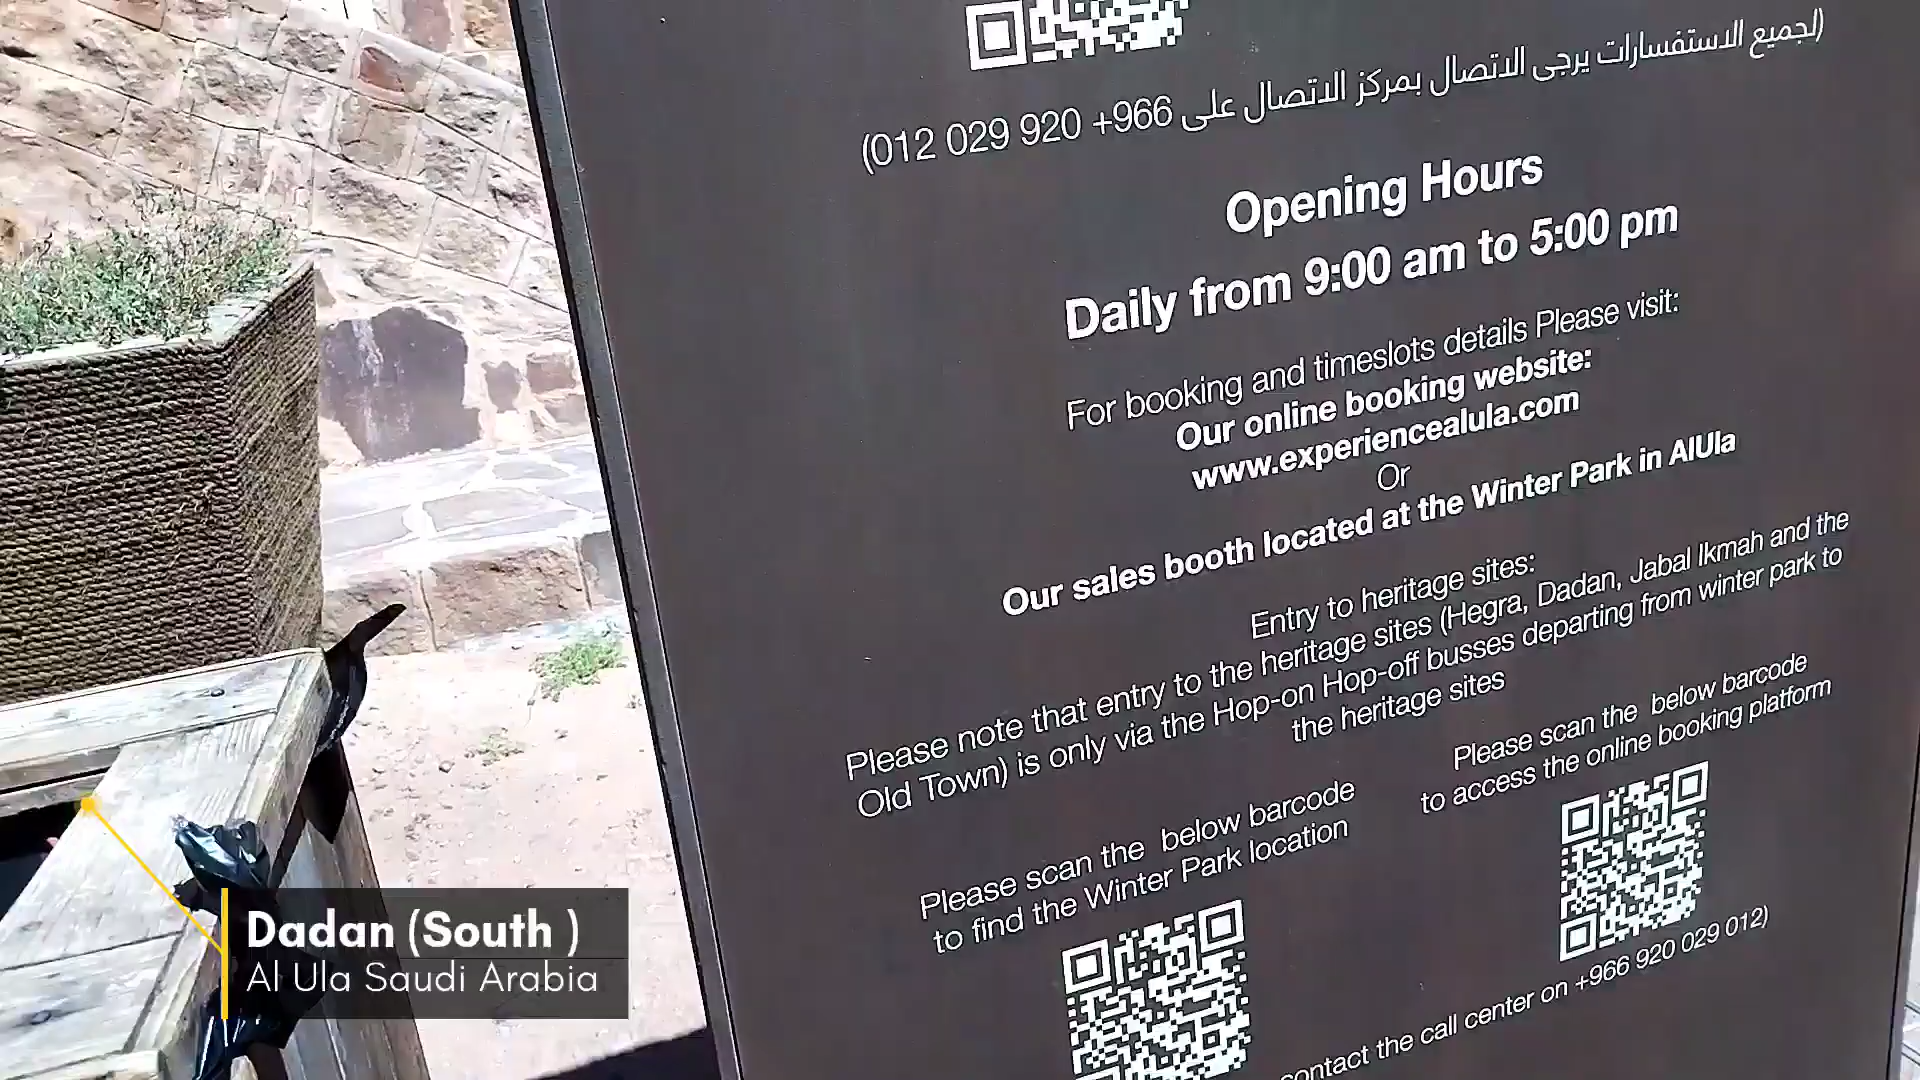 (لجميع الاستفسارات يرجى الاتصال بمركز الاتصال على 966+ 920 029 012)
Opening Hours
Daily from 9:00 am to 5:00 pm
For booking and timeslots details Please visit:
Our online booking website:
www.experiencealula.com
Or
Our sales booth located at the Winter Park in AlUla
Entry to heritage sites:
Please note that entry to the heritage sites (Hegra, Dadan, Jabal Ikmah and the
Old Town) is only via the Hop-on Hop-off busses departing from winter park to
the heritage sites
Please scan the below barcode
to find the Winter Park location
Please scan the below barcode
to access the online booking platform
contact the call center on +966 920 029 012)
Dadan (South )
Al Ula Saudi Arabia